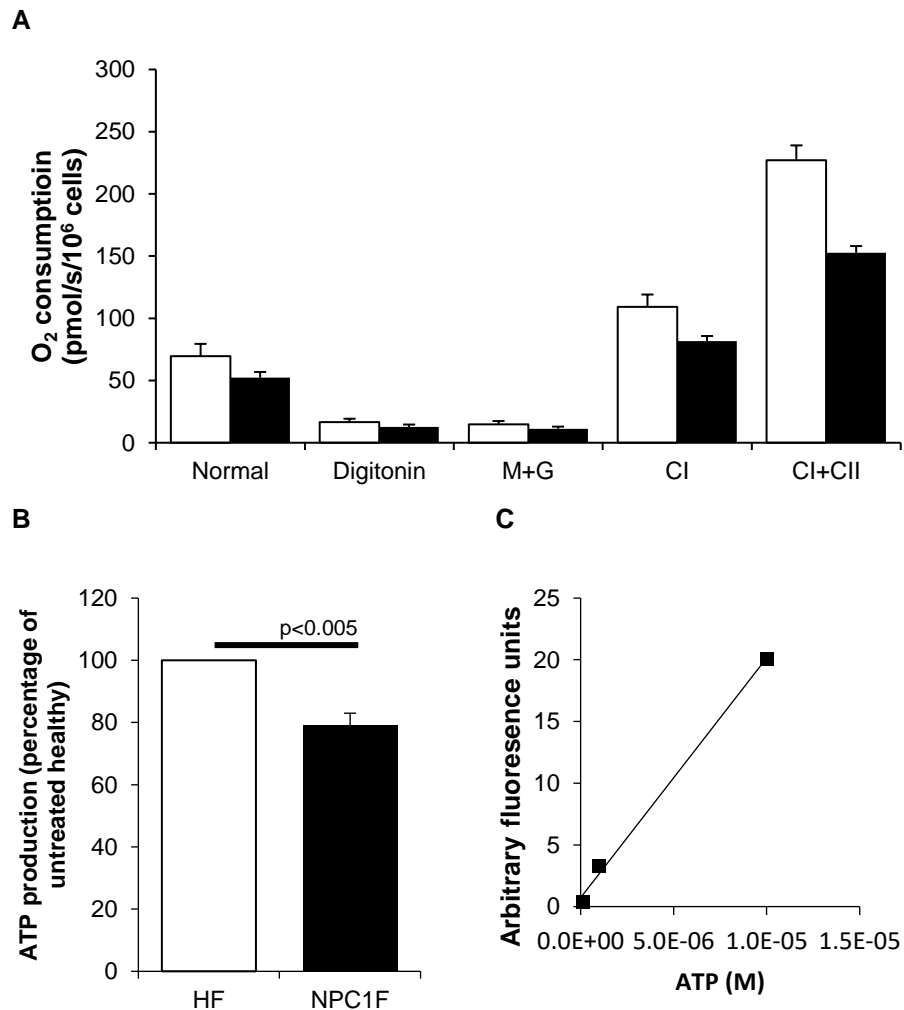 A
300
250
200
150
100
50
0
O2 consumptioin
(pmol/s/10⁶ cells)
Normal Digitonin M+G CI CI+CII
B
120
100
80
60
40
20
0
ATP production (percentage of
untreated healthy)
p<0.005
HF NPC1F
C
25
20
15
10
5
0
Arbitrary fluoresence units
0.0E+00 5.0E-06 1.0E-05 1.5E-05
ATP (M)